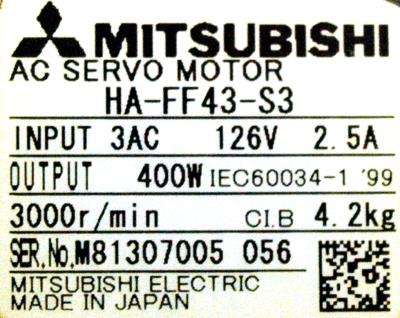 MITSUBISHI
AC SERVO MOTOR
HA-FF43-S3
INPUT 3AC 126V 2.5A
OUTPUT 400W IEC60034-1 '99
3000r/min CI.B 4.2kg
SER.No.M81307005 056
MITSUBISHI ELECTRIC
MADE IN JAPAN